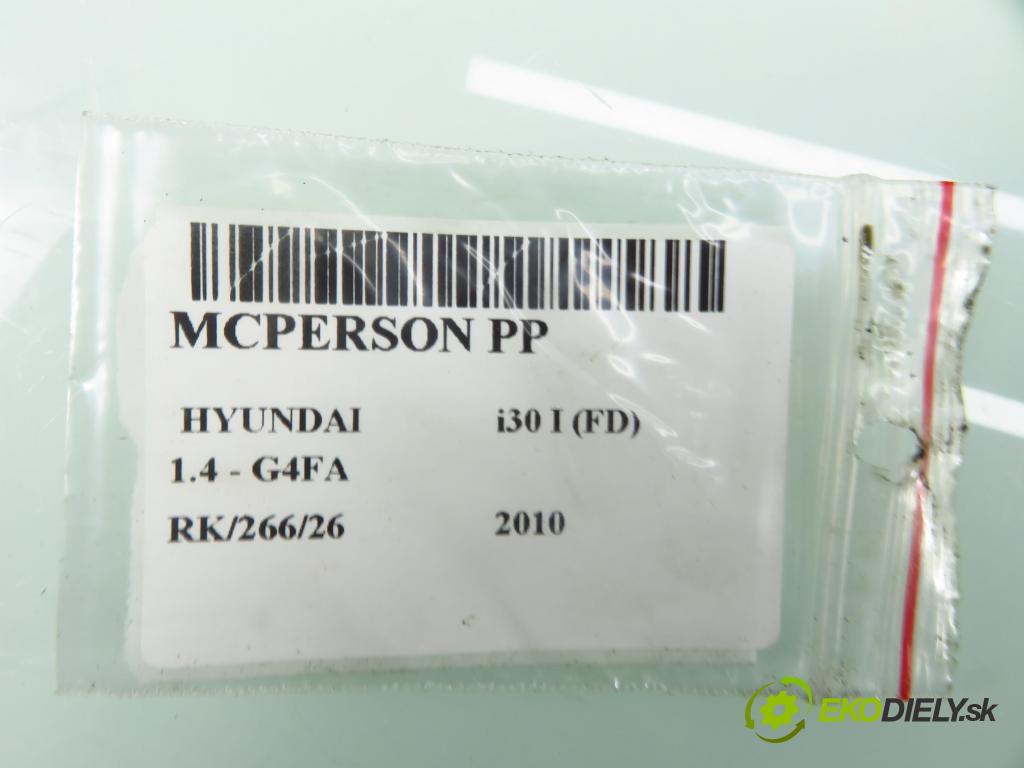 MCPERSON PP
HYUNDAI i30 I (FD)
1.4 - G4FA
RK/266/26 2010
EKODIELY.sk